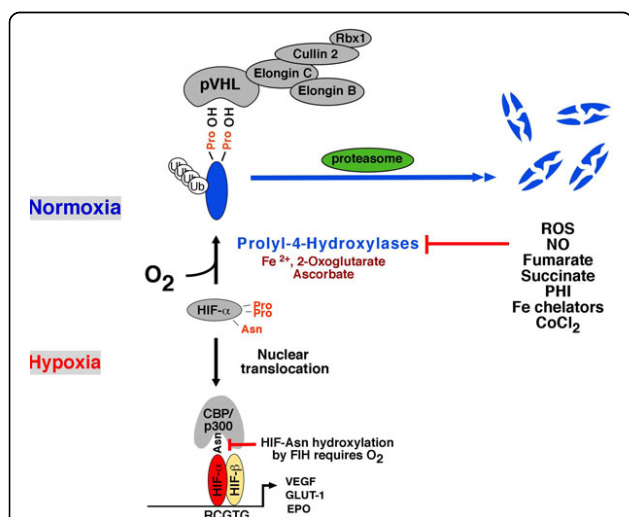 Rbx1
Cullin 2
Elongin C
pVHL
Elongin B
Pro OH
Pro OH
proteasome
Ub
Ub
Ub
Ub
Normoxia
Prolyl-4-Hydroxylases
Fe 2+, 2-Oxoglutarate
Ascorbate
O2
ROS
NO
Fumarate
Succinate
PHI
Fe chelators
CoCl2
HIF-α
Pro
Pro
Asn
Hypoxia
Nuclear
translocation
CBP/
p300
Asn
HIF-Asn hydroxylation
by FIH requires O2
HIF-α
HIF-β
VEGF
GLUT-1
EPO
RCGTG